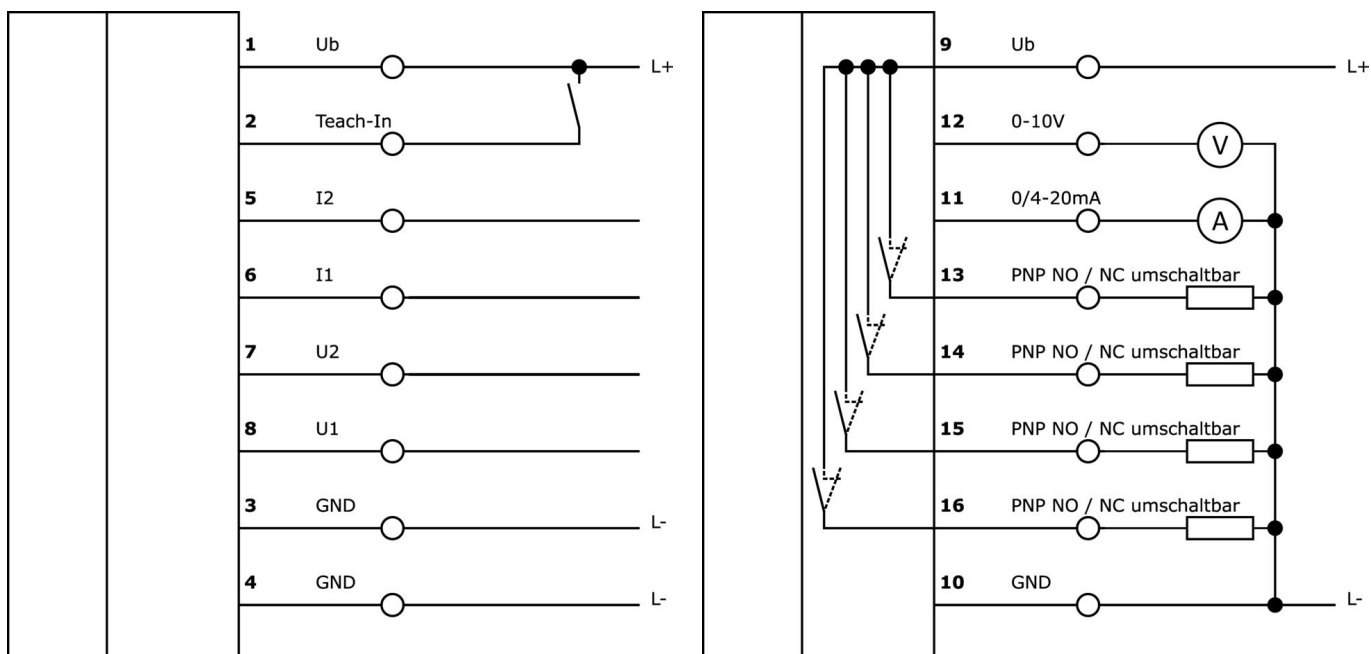 1 Ub
L+
2 Teach-In
5 I2
6 I1
7 U2
8 U1
3 GND
L-
4 GND
L-
9 Ub
L+
12 0-10V
V
11 0/4-20mA
A
13 PNP NO / NC umschaltbar
14 PNP NO / NC umschaltbar
15 PNP NO / NC umschaltbar
16 PNP NO / NC umschaltbar
10 GND
L-